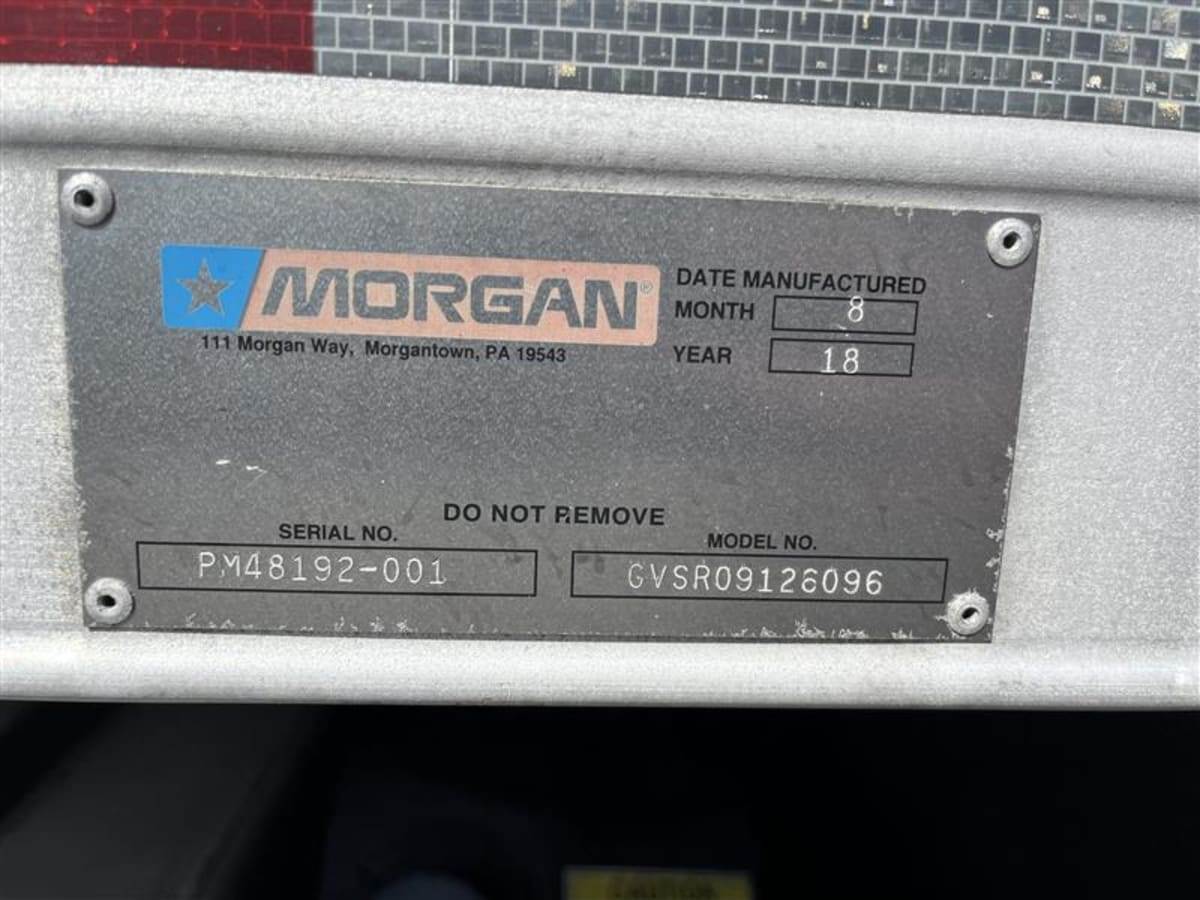 MORGAN®
111 Morgan Way, Morgantown, PA 19543
DATE MANUFACTURED
MONTH 8
YEAR 18
DO NOT REMOVE
SERIAL NO.
PM48192-001
MODEL NO.
GVSR09126096
CAUTION